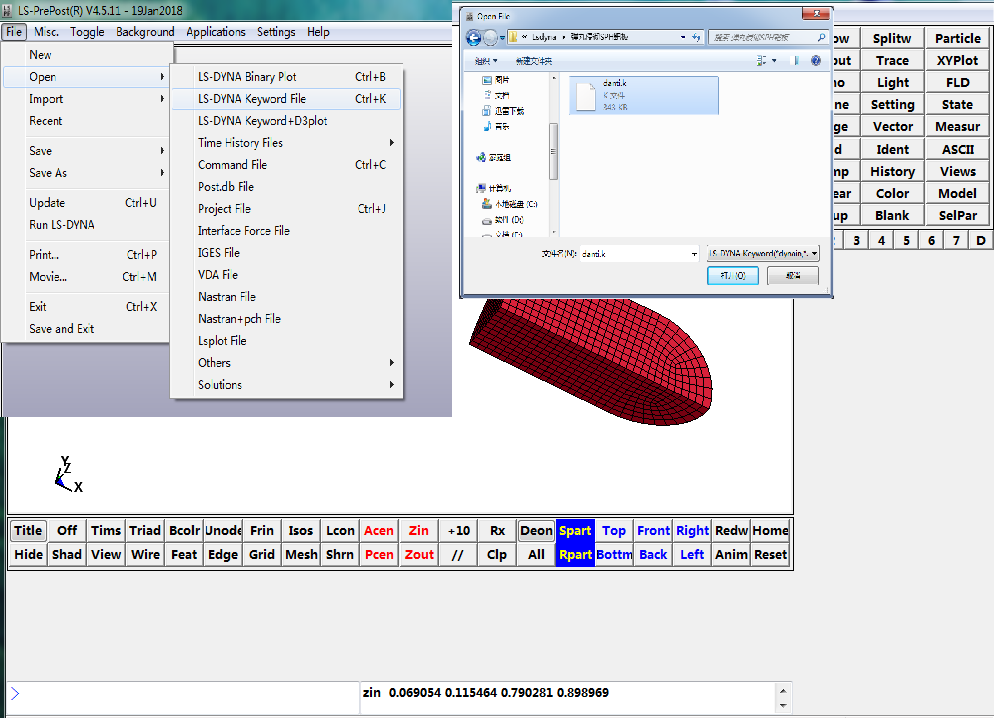 LS-PrePost(R) V4.5.11 - 19Jan2018
File Misc. Toggle Background Applications Settings Help
New
Open
Import
Recent
Save
Save As
Update Ctrl+U
Run LS-DYNA
Print... Ctrl+P
Movie... Ctrl+M
Exit Ctrl+X
Save and Exit
LS-DYNA Binary Plot Ctrl+B
LS-DYNA Keyword File Ctrl+K
LS-DYNA Keyword+D3plot
Time History Files
Command File Ctrl+C
Post.db File
Project File Ctrl+J
Interface Force File
IGES File
VDA File
Nastran File
Nastran+pch File
Lsplot File
Others
Solutions
Open File
« Lsdyna
组织 新建文件夹
图片
文档
迅雷下载
音乐
家庭组
计算机
本地磁盘 (C:)
软件 (D:)
文档 (E:)
danti.k
K 文件
343 KB
文件名(N): danti.k
LS-DYNA Keyword(*dynain,*.
打开(O) 取消
ow Splitw Particle
out Trace XYPlot
no Light FLD
ne Setting State
ge Vector Measur
d Ident ASCII
mp History Views
ear Color Model
up Blank SelPar
2 3 4 5 6 7 D
Y
Z
X
Title Off Tims Triad Bcolr Unode Frin Isos Lcon Acen Zin +10 Rx Deon Spart Top Front Right Redw Home
Hide Shad View Wire Feat Edge Grid Mesh Shrn Pcen Zout // Clp All Rpart Bottm Back Left Anim Reset
> zin 0.069054 0.115464 0.790281 0.898969